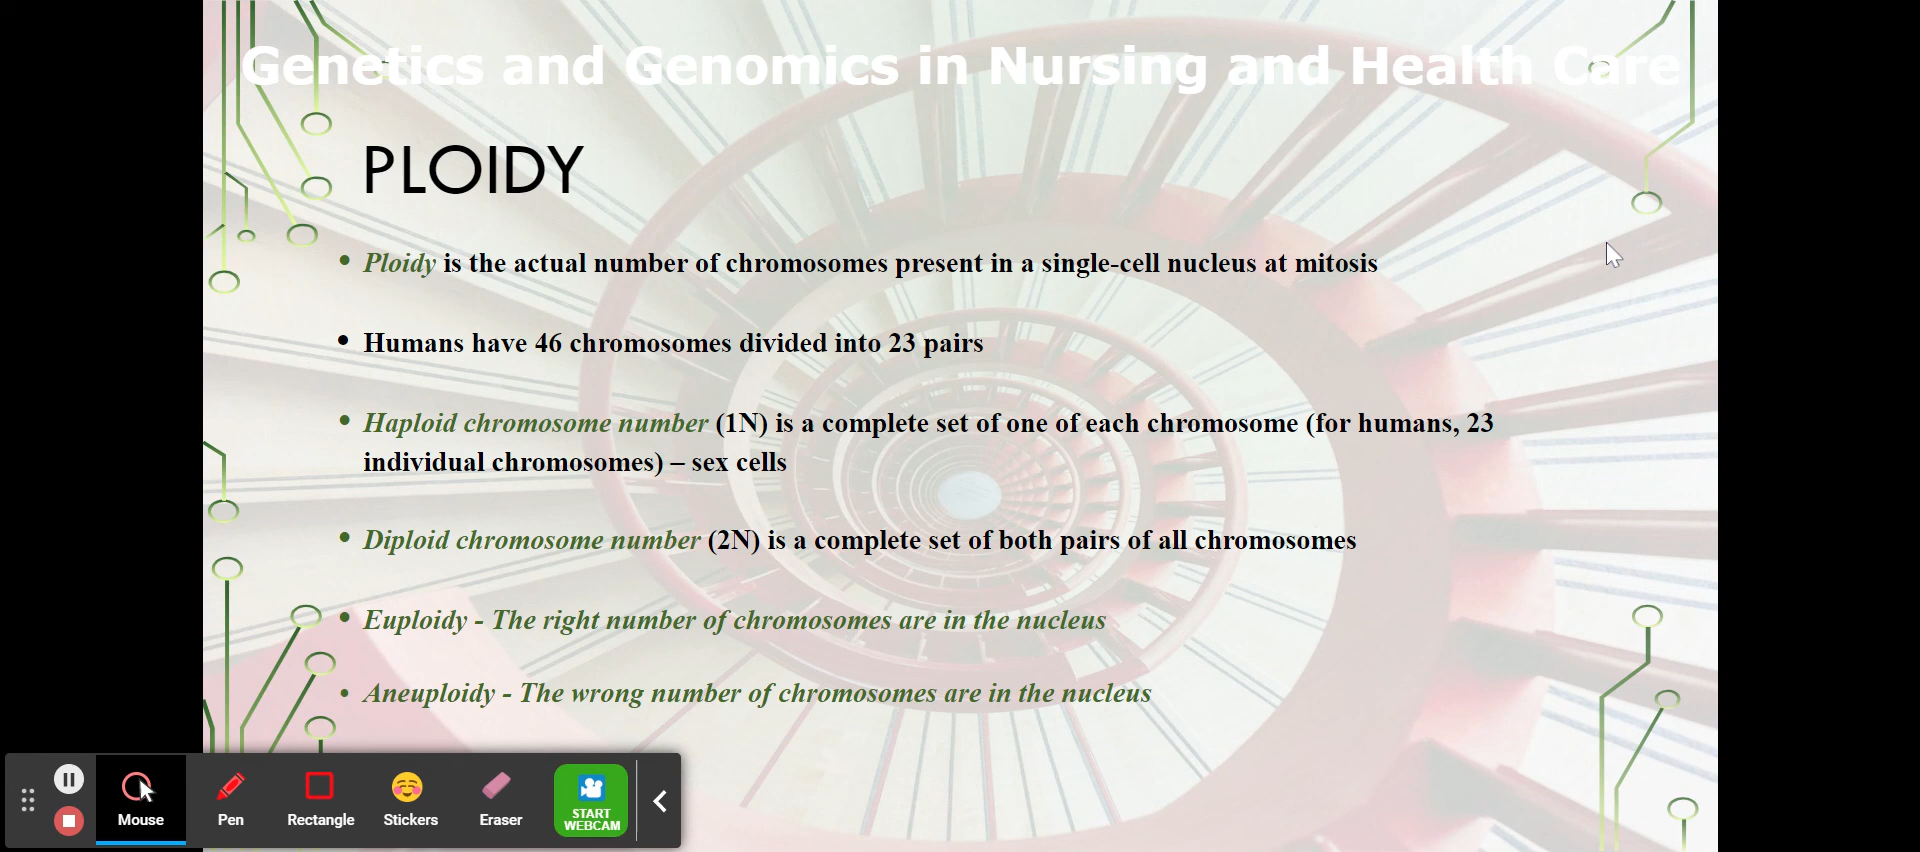 Genetics and Genomics in Nursing and Health Care
PLOIDY
• Ploidy is the actual number of chromosomes present in a single-cell nucleus at mitosis
• Humans have 46 chromosomes divided into 23 pairs
• Haploid chromosome number (1N) is a complete set of one of each chromosome (for humans, 23
individual chromosomes) – sex cells
• Diploid chromosome number (2N) is a complete set of both pairs of all chromosomes
• Euploidy - The right number of chromosomes are in the nucleus
• Aneuploidy - The wrong number of chromosomes are in the nucleus
Mouse Pen Rectangle Stickers Eraser START
WEBCAM